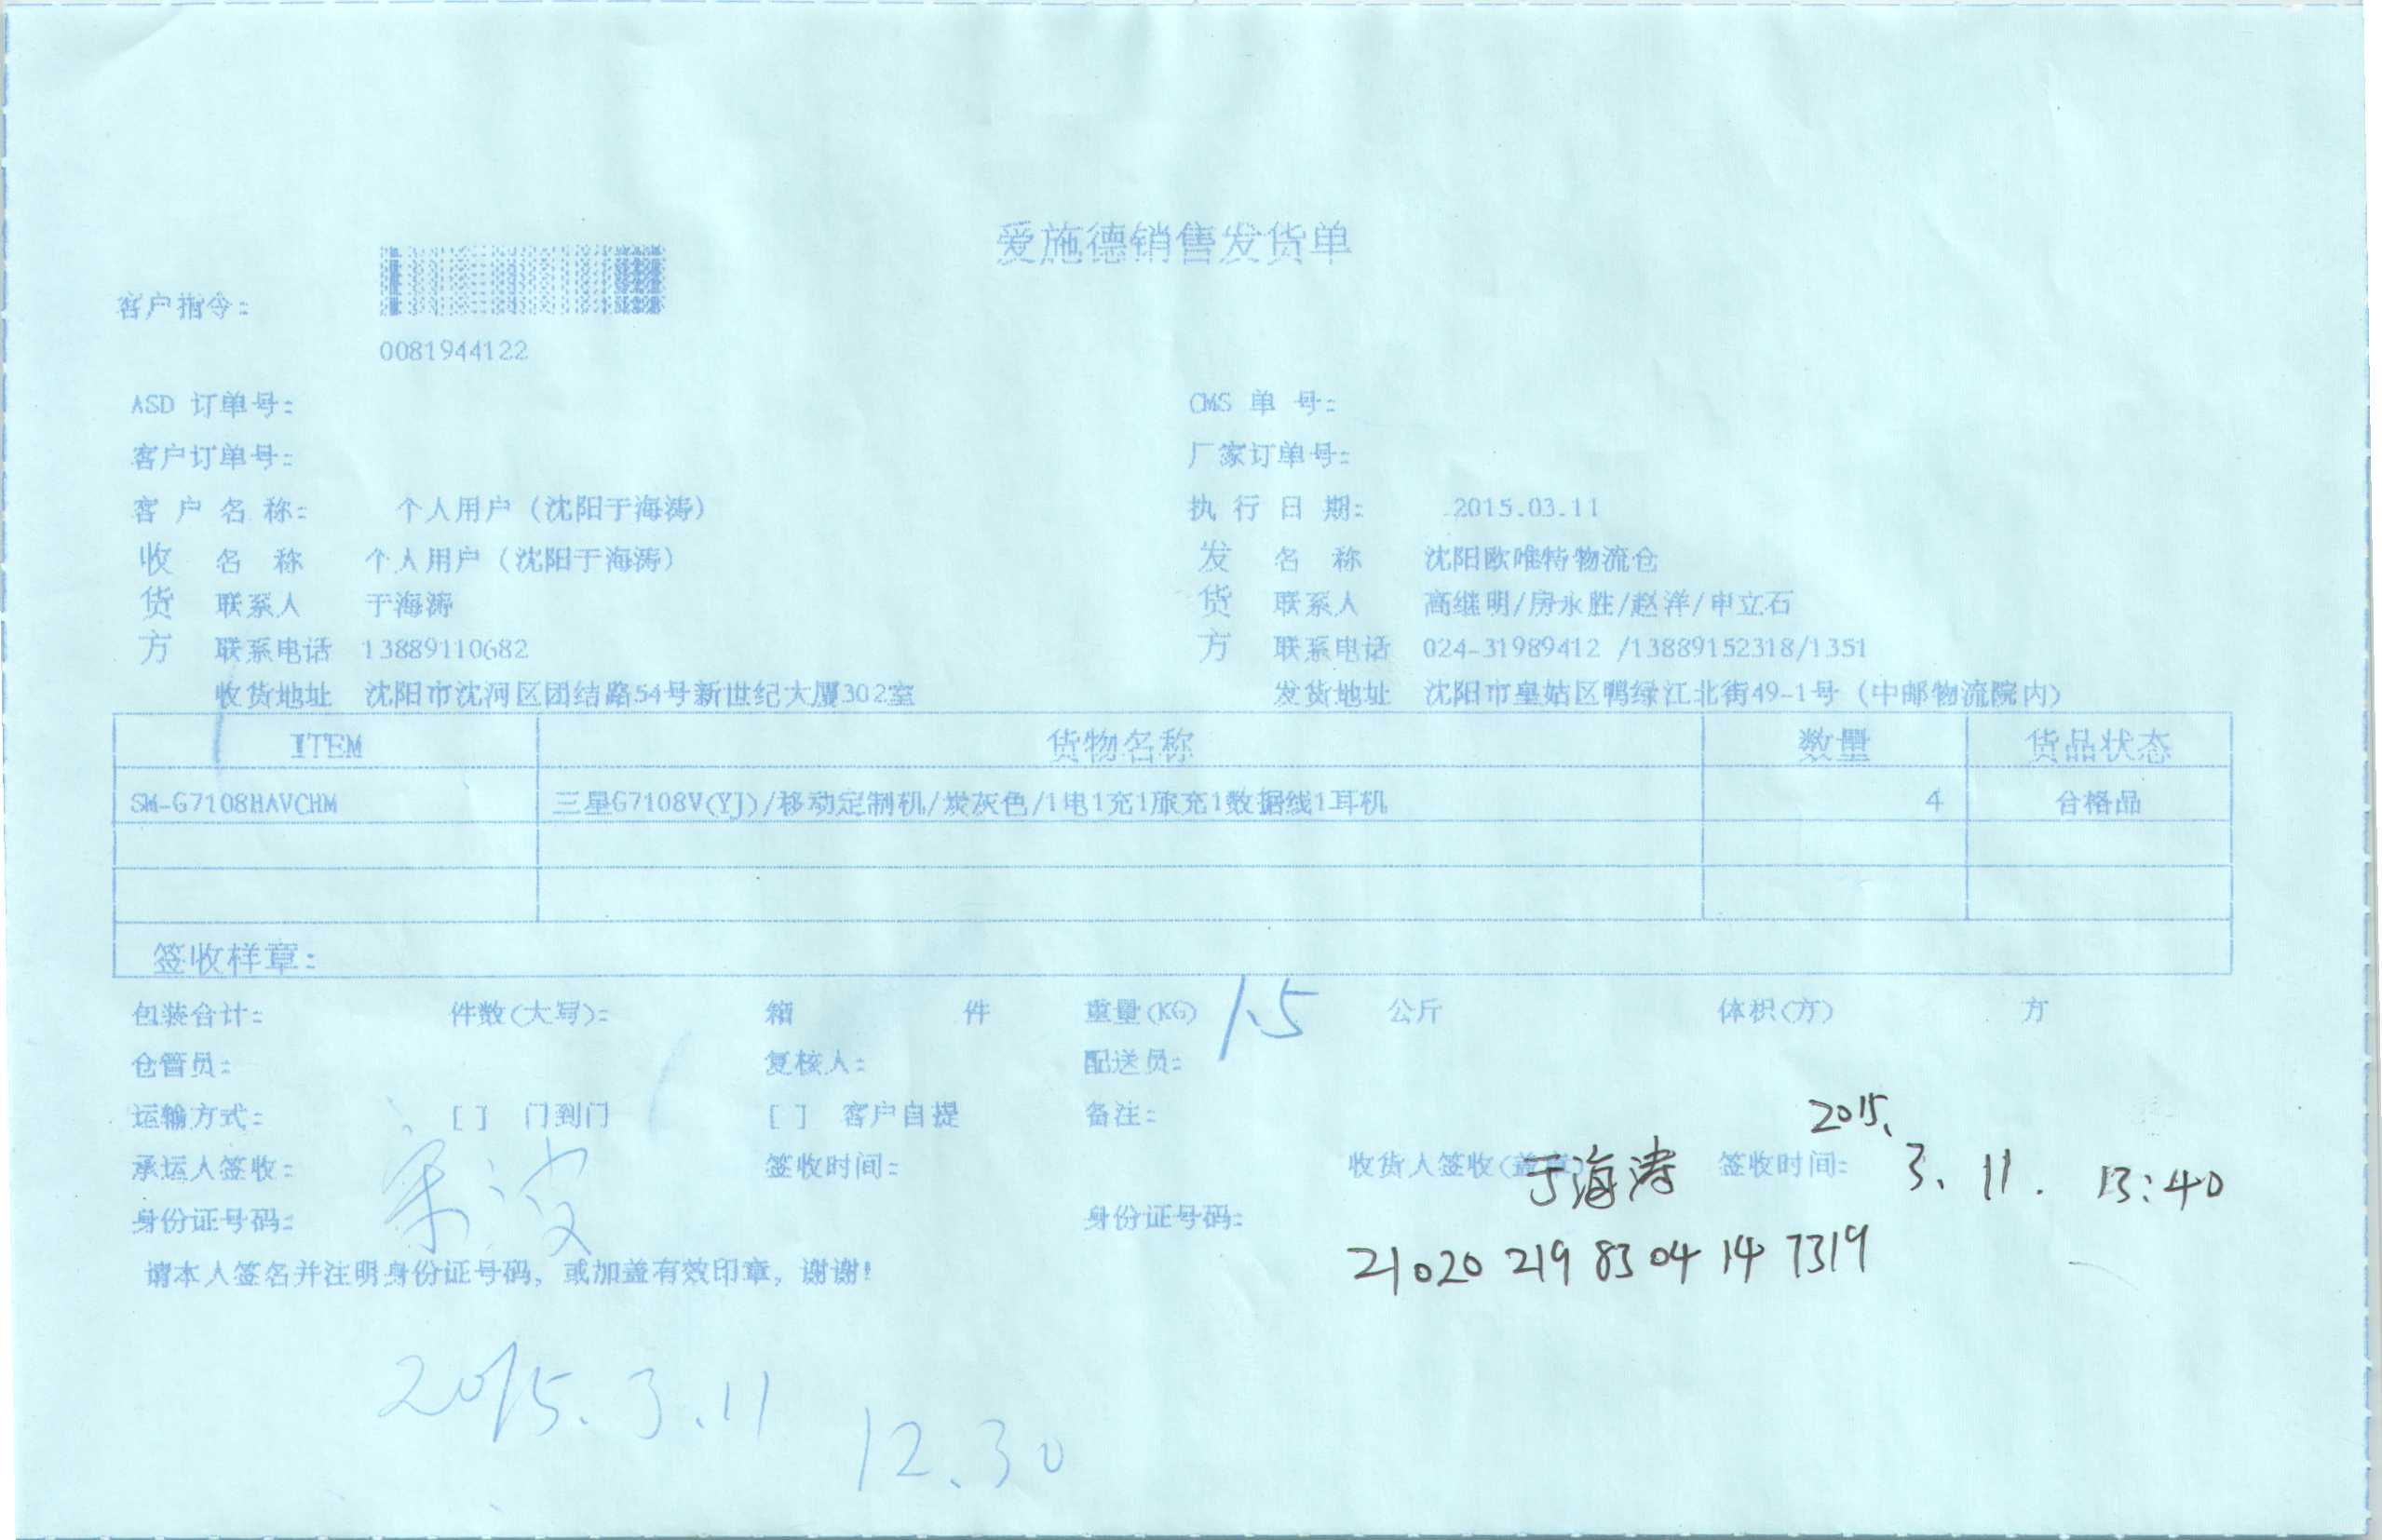 爱施德销售发货单
客户指令:
0081944122
ASD 订单号: CMS 单 号:
客户订单号: 厂家订单号:
客 户 名 称: 个人用户（沈阳于海涛） 执 行 日 期: 2015.03.11
收 名 称 个人用户（沈阳于海涛） 发 名 称 沈阳欧唯特物流仓
货 联系人 于海涛 货 联系人 高继明/房永胜/赵洋/申立石
方 联系电话 13889110682 方 联系电话 024-31989412 /13889152318/1351
收货地址 沈阳市沈河区团结路54号新世纪大厦302室 发货地址 沈阳市皇姑区鸭绿江北街49-1号（中邮物流院内）
ITEM 货物名称 数量 货品状态
SM-G7108HAVCHM 三星G7108V(YJ)/移动定制机/炭灰色/1电1充1旅充1数据线1耳机 4 合格品
签收样章:
包装合计: 件数(大写): 箱 件 重量(KG) 1.5 公斤 体积(方) 方
仓管员: 复核人: 配送员:
运输方式: [ ] 门到门 [ ] 客户自提 备注:
2015.
承运人签收: 签收时间: 收货人签收(盖章) 于海涛 签收时间: 3.11. 13:40
身份证号码: 身份证号码: 210202198304147319
请本人签名并注明身份证号码，或加盖有效印章，谢谢!
2015.3.11
12.30